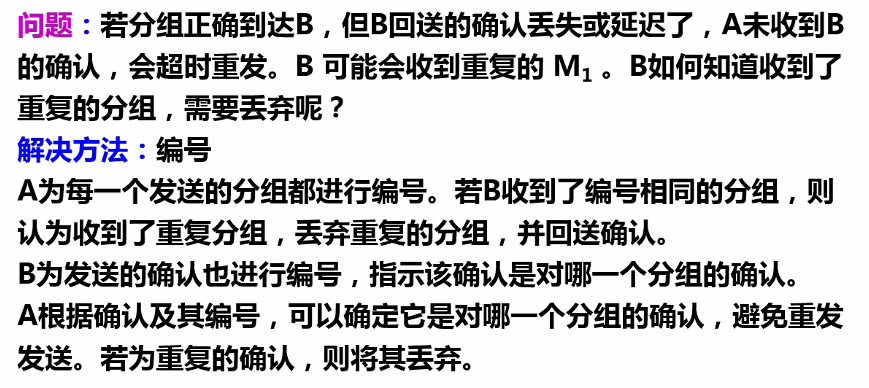 问题：若分组正确到达B，但B回送的确认丢失或延迟了，A未收到B
的确认，会超时重发。B 可能会收到重复的 M₁ 。B如何知道收到了
重复的分组，需要丢弃呢？
解决方法：编号
A为每一个发送的分组都进行编号。若B收到了编号相同的分组，则
认为收到了重复分组，丢弃重复的分组，并回送确认。
B为发送的确认也进行编号，指示该确认是对哪一个分组的确认。
A根据确认及其编号，可以确定它是对哪一个分组的确认，避免重发
发送。若为重复的确认，则将其丢弃。